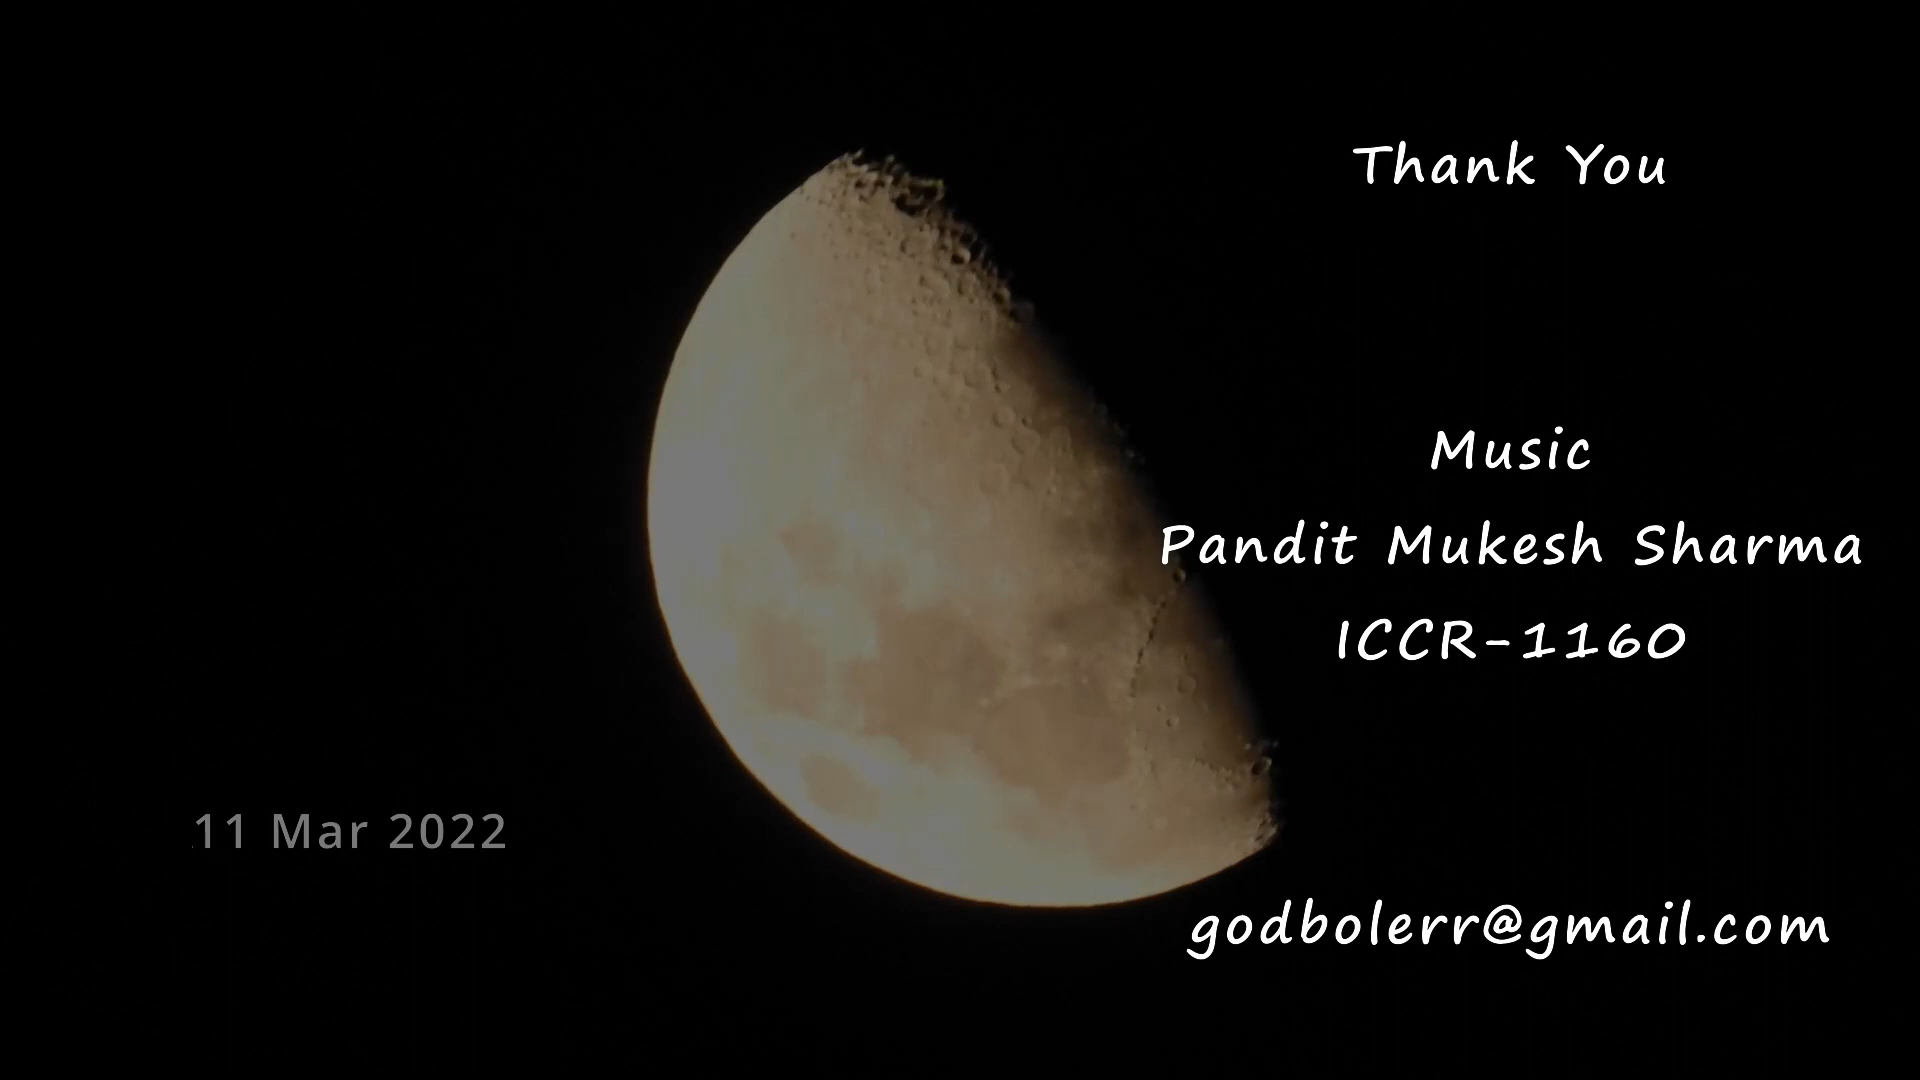 Thank You
Music
Pandit Mukesh Sharma
ICCR-1160
11 Mar 2022
godbolerr@gmail.com